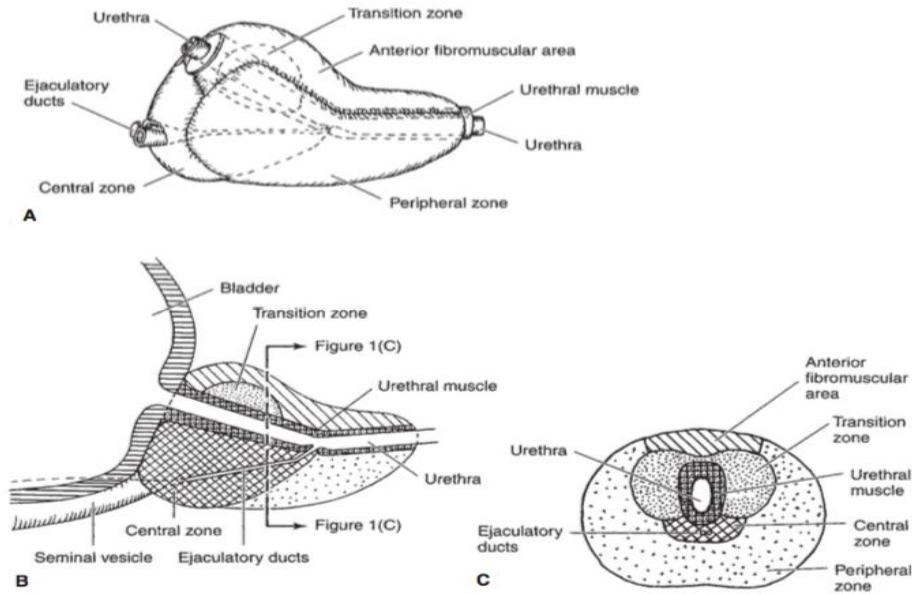 Urethra
Transition zone
Anterior fibromuscular area
Ejaculatory
ducts
Urethral muscle
Urethra
Central zone
Peripheral zone
A
Bladder
Transition zone
Figure 1(C)
Urethral muscle
Urethra
Central zone
Figure 1(C)
Seminal vesicle
Ejaculatory ducts
B
Anterior
fibromuscular
area
Transition
zone
Urethra
Urethral
muscle
Ejaculatory
ducts
Central
zone
Peripheral
zone
C